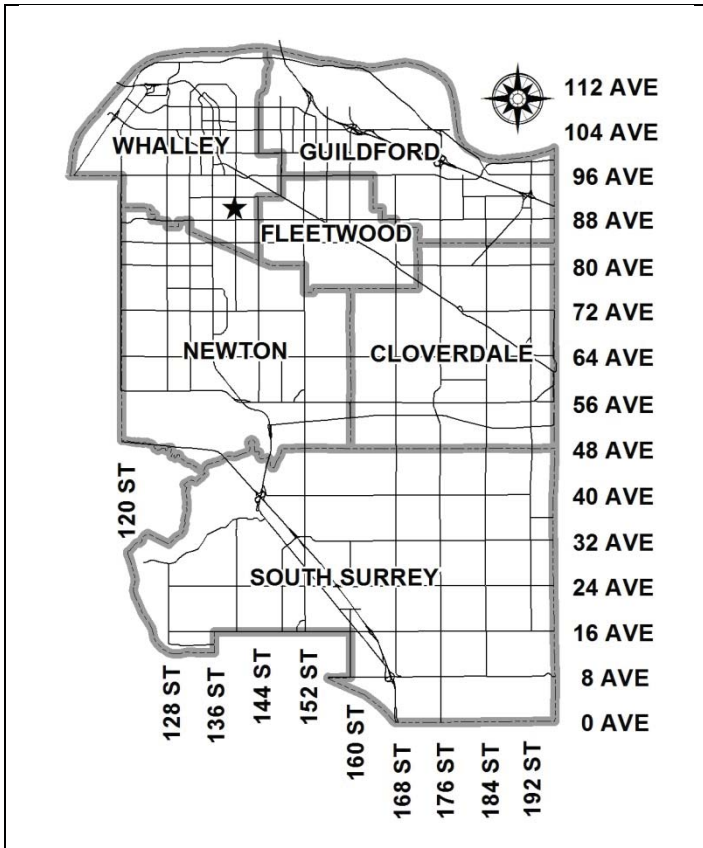 112 AVE
104 AVE
WHALLEY
GUILDFORD
96 AVE
88 AVE
FLEETWOOD
80 AVE
72 AVE
NEWTON
CLOVERDALE
64 AVE
56 AVE
48 AVE
120 ST
40 AVE
32 AVE
SOUTH SURREY
24 AVE
16 AVE
128 ST
136 ST
144 ST
152 ST
8 AVE
160 ST
0 AVE
168 ST
176 ST
184 ST
192 ST